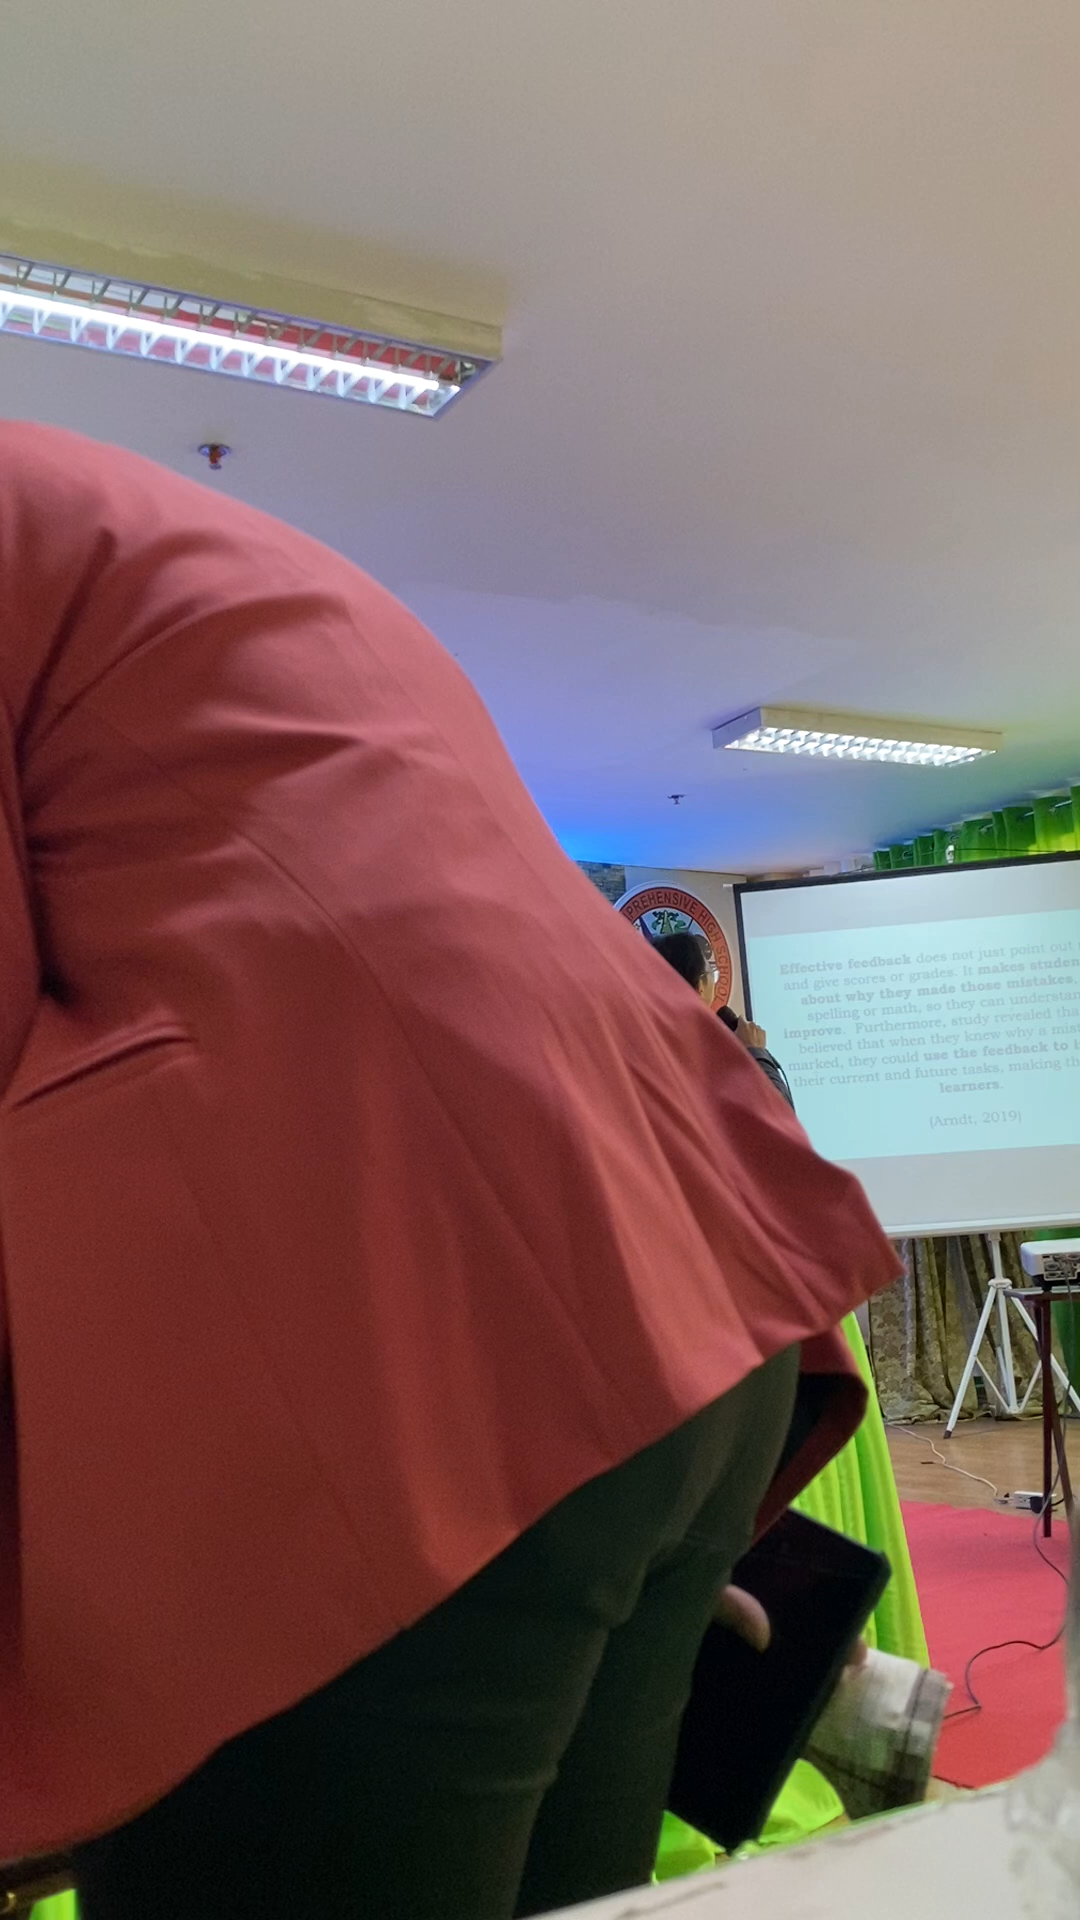 PREHENSIVE HIGH SCHOOL
Effective feedback does not just point out
and give scores or grades. It makes studen
about why they made those mistakes,
spelling or math, so they can understan
improve. Furthermore, study revealed tha
believed that when they knew why a mist
marked, they could use the feedback to i
their current and future tasks, making th
learners.
(Arndt, 2019)